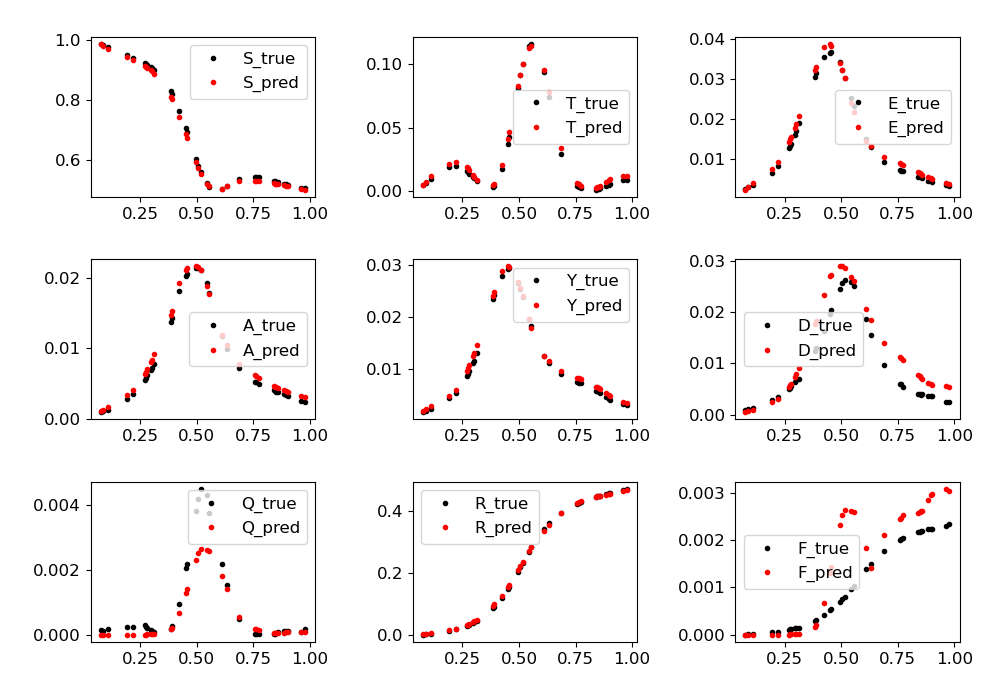 1.0
0.8
0.6
0.25 0.50 0.75 1.00
S_true
S_pred
0.10
0.05
0.00
0.25 0.50 0.75 1.00
T_true
T_pred
0.04
0.03
0.02
0.01
0.25 0.50 0.75 1.00
E_true
E_pred
0.02
0.01
0.00
0.25 0.50 0.75 1.00
A_true
A_pred
0.03
0.02
0.01
0.25 0.50 0.75 1.00
Y_true
Y_pred
0.03
0.02
0.01
0.00
0.25 0.50 0.75 1.00
D_true
D_pred
0.004
0.002
0.000
0.25 0.50 0.75 1.00
Q_true
Q_pred
0.4
0.2
0.0
0.25 0.50 0.75 1.00
R_true
R_pred
0.003
0.002
0.001
0.000
0.25 0.50 0.75 1.00
F_true
F_pred